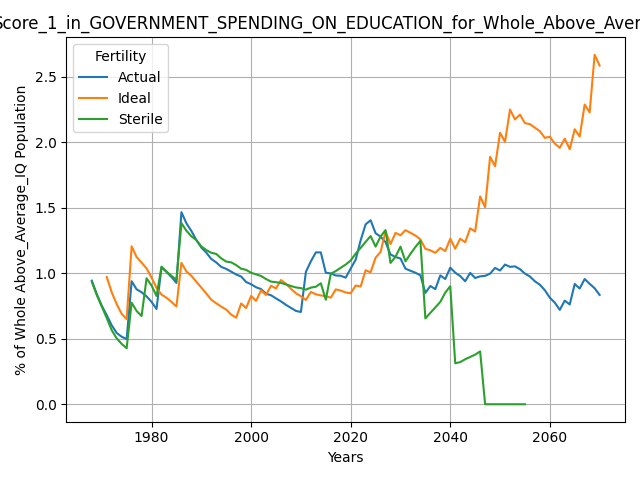 Score_1_in_GOVERNMENT_SPENDING_ON_EDUCATION_for_Whole_Above_Aver
Fertility
Actual
Ideal
Sterile
% of Whole Above_Average_IQ Population
2.5
2.0
1.5
1.0
0.5
0.0
1980 2000 2020 2040 2060
Years